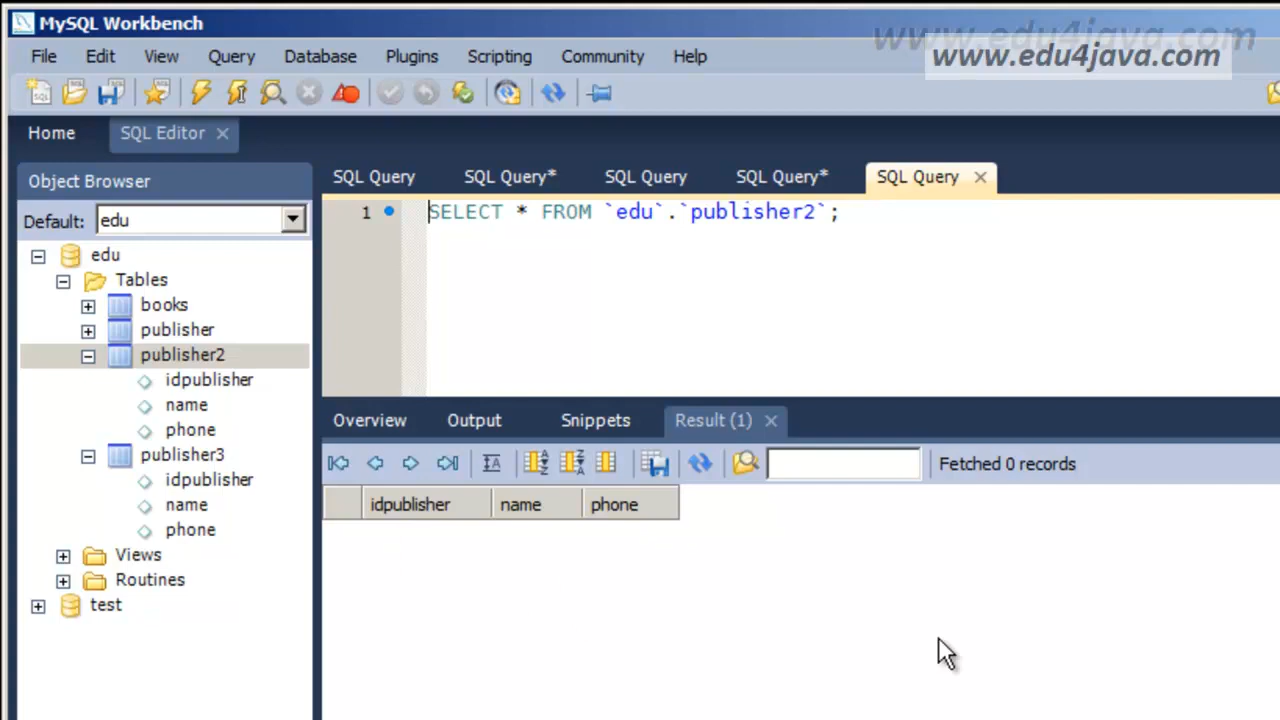 MySQL Workbench
www.edu4java.com
www.edu4java.com
File Edit View Query Database Plugins Scripting Community Help
Home SQL Editor
Object Browser
Default: edu
edu
Tables
books
publisher
publisher2
idpublisher
name
phone
publisher3
idpublisher
name
phone
Views
Routines
test
SQL Query SQL Query* SQL Query SQL Query* SQL Query
1 SELECT * FROM `edu`.`publisher2`;
Overview Output Snippets Result (1)
Fetched 0 records
idpublisher name phone